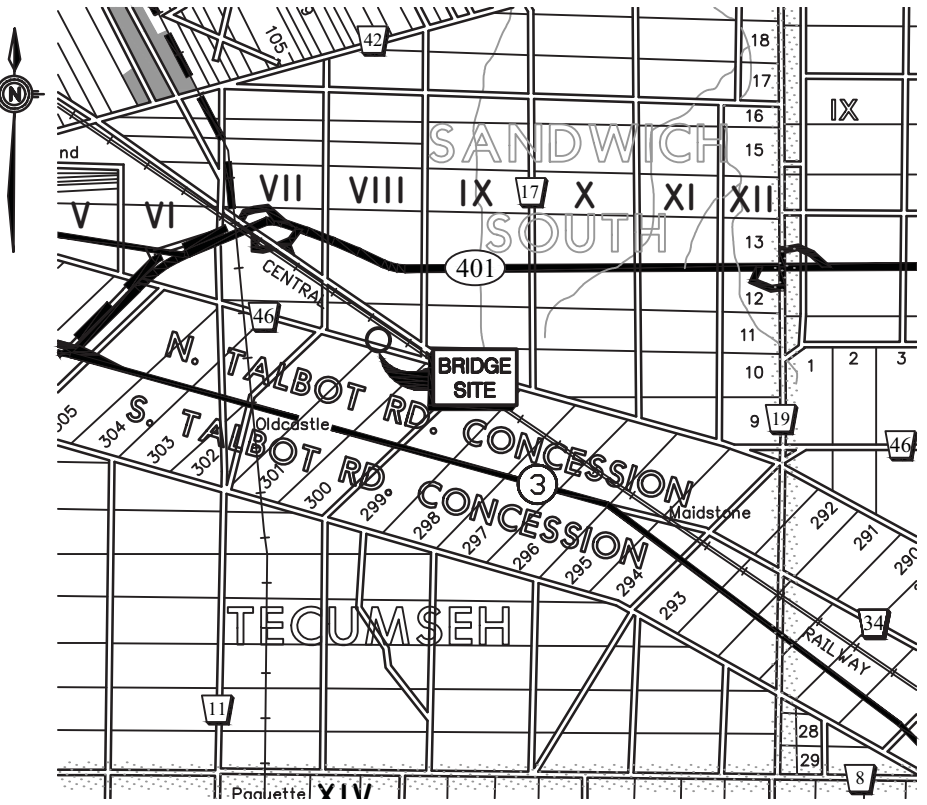 18
42
105
17
16
IX
N
SANDWICH
15
nd
VII
VIII
IX
17
X
XI
XII
V
VI
SOUTH
13
401
CENTRAL
12
46
11
N. TALBOT RD. CONCESSION
BRIDGE
SITE
1
2
3
10
9
19
46
305
304
303
302
301
300
299
298
297
296
295
294
293
292
291
290
S. TALBOT RD. CONCESSION
Oldcastle
3
Maidstone
TECUMSEH
34
RAILWAY
11
28
29
8
Paquette
XIV